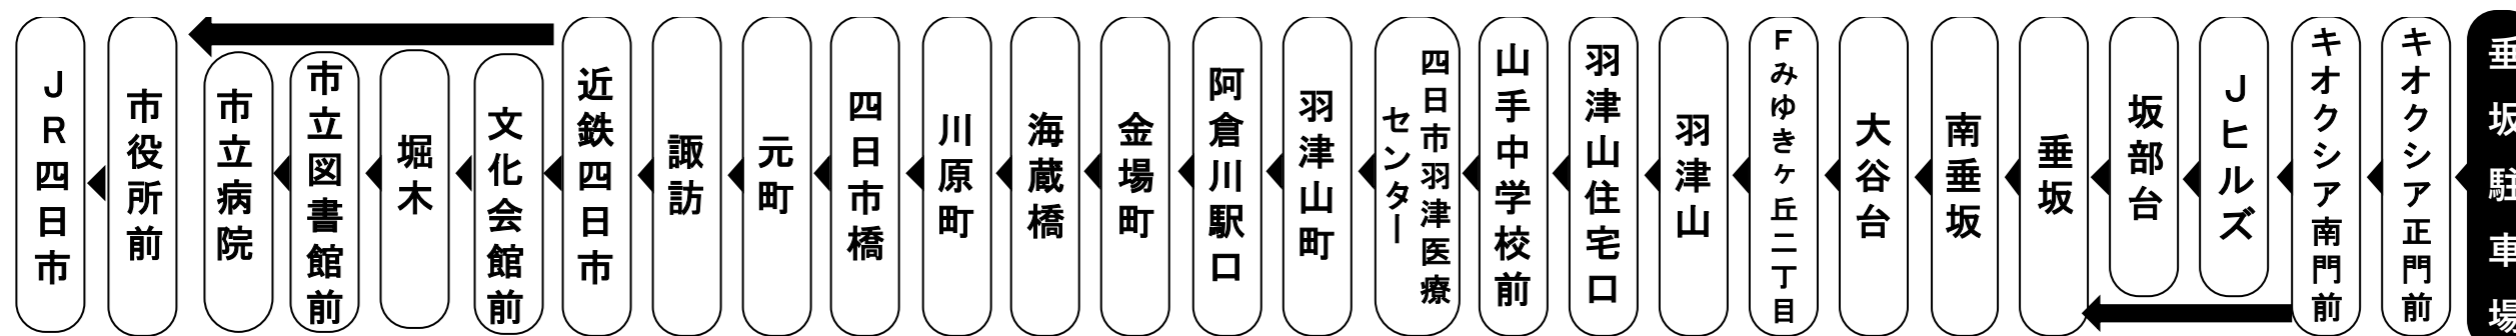 垂坂駐車場
キオクシア正門前
キオクシア南門前
Jヒルズ
坂部台
垂坂
南垂坂
大谷台
Fみゆきヶ丘二丁目
羽津山
羽津山住宅口
山手中学校前
四日市羽津医療
センター
羽津山町
阿倉川駅口
金場町
海蔵橋
川原町
四日市橋
元町
諏訪
近鉄四日市
文化会館前
堀木
市立図書館前
市立病院
市役所前
JR四日市